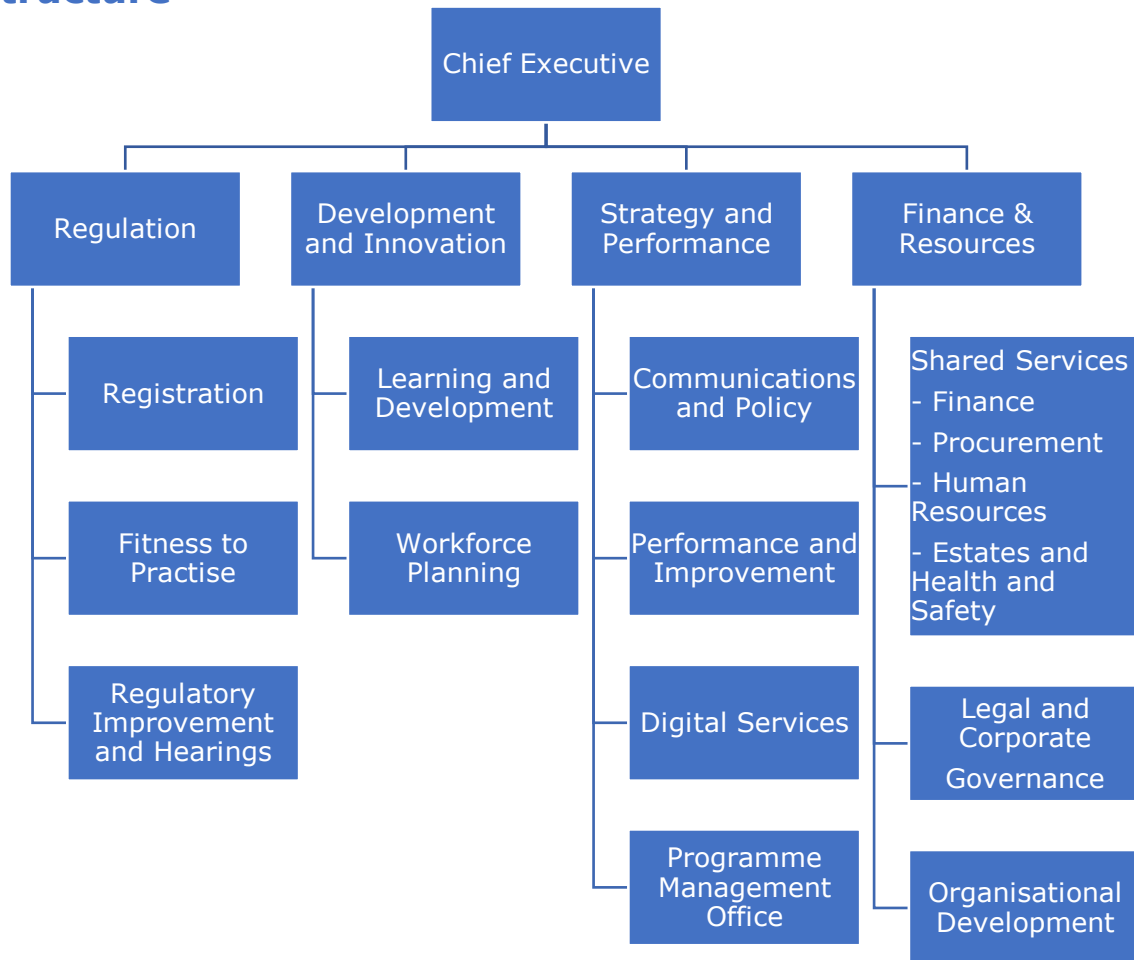 tructure
Chief Executive
Regulation
Development
and Innovation
Strategy and
Performance
Finance &
Resources
Registration
Fitness to
Practise
Regulatory
Improvement
and Hearings
Learning and
Development
Workforce
Planning
Communications
and Policy
Performance and
Improvement
Digital Services
Programme
Management
Office
Shared Services
- Finance
- Procurement
- Human
Resources
- Estates and
Health and
Safety
Legal and
Corporate
Governance
Organisational
Development